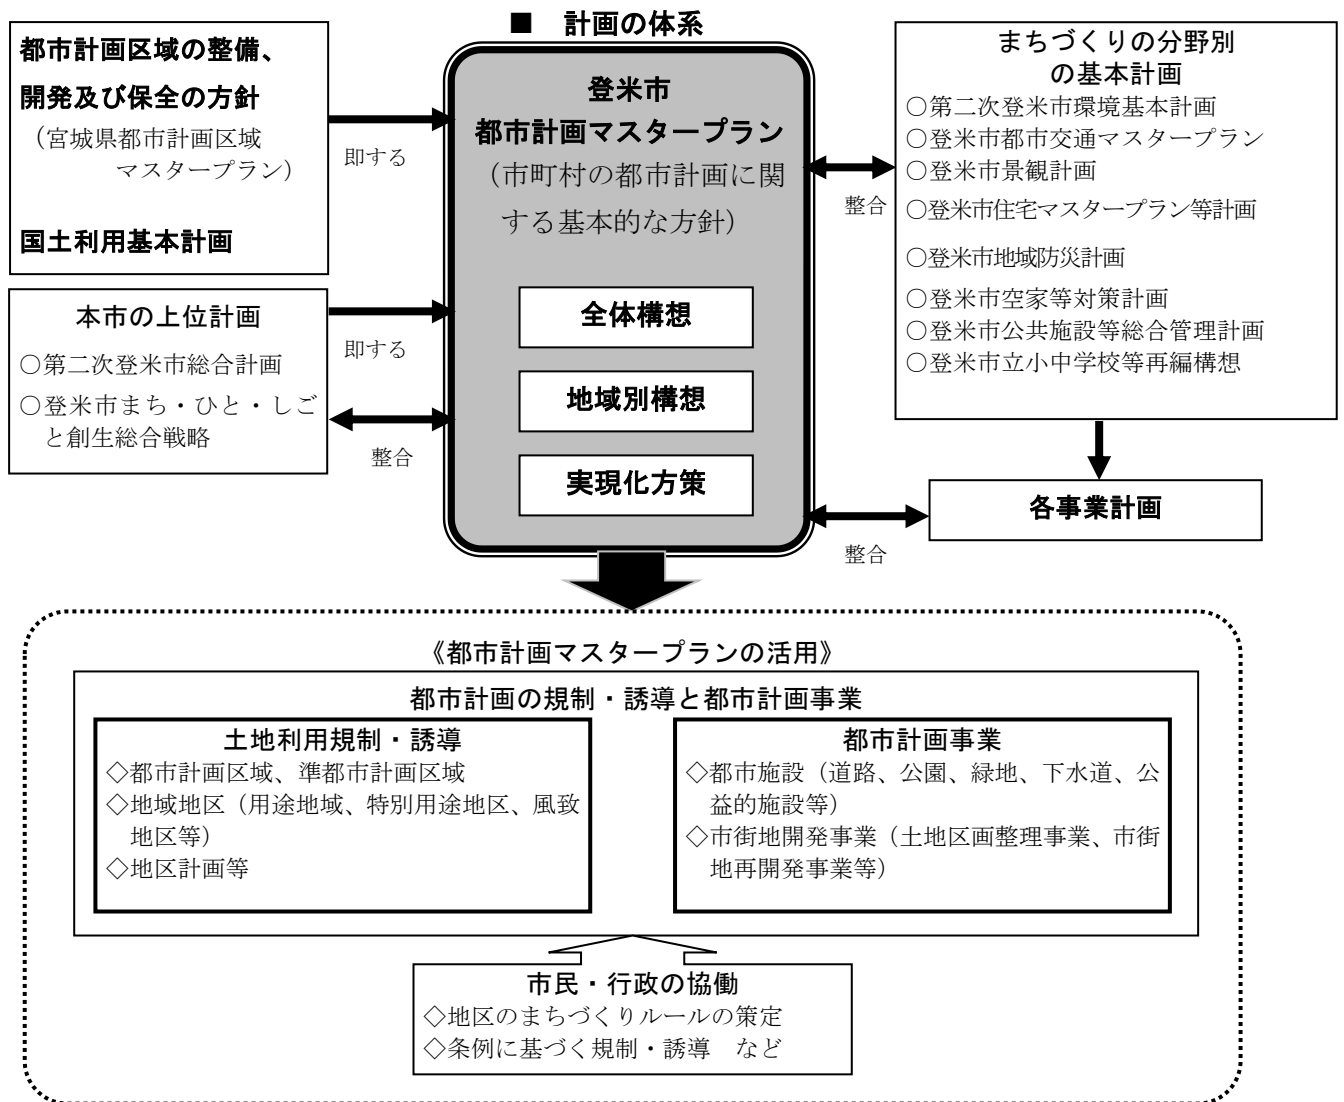 ■ 計画の体系
都市計画区域の整備、
開発及び保全の方針
（宮城県都市計画区域
マスタープラン）
国土利用基本計画
即する
本市の上位計画
○第二次登米市総合計画
○登米市まち・ひと・しご
と創生総合戦略
即する
整合
登米市
都市計画マスタープラン
（市町村の都市計画に関
する基本的な方針）
全体構想
地域別構想
実現化方策
まちづくりの分野別
の基本計画
○第二次登米市環境基本計画
○登米市都市交通マスタープラン
○登米市景観計画
○登米市住宅マスタープラン等計画
○登米市地域防災計画
○登米市空家等対策計画
○登米市公共施設等総合管理計画
○登米市立小中学校等再編構想
整合
各事業計画
整合
《都市計画マスタープランの活用》
都市計画の規制・誘導と都市計画事業
土地利用規制・誘導
◇都市計画区域、準都市計画区域
◇地域地区（用途地域、特別用途地区、風致
地区等）
◇地区計画等
都市計画事業
◇都市施設（道路、公園、緑地、下水道、公
益的施設等）
◇市街地開発事業（土地区画整理事業、市街
地再開発事業等）
市民・行政の協働
◇地区のまちづくりルールの策定
◇条例に基づく規制・誘導　など